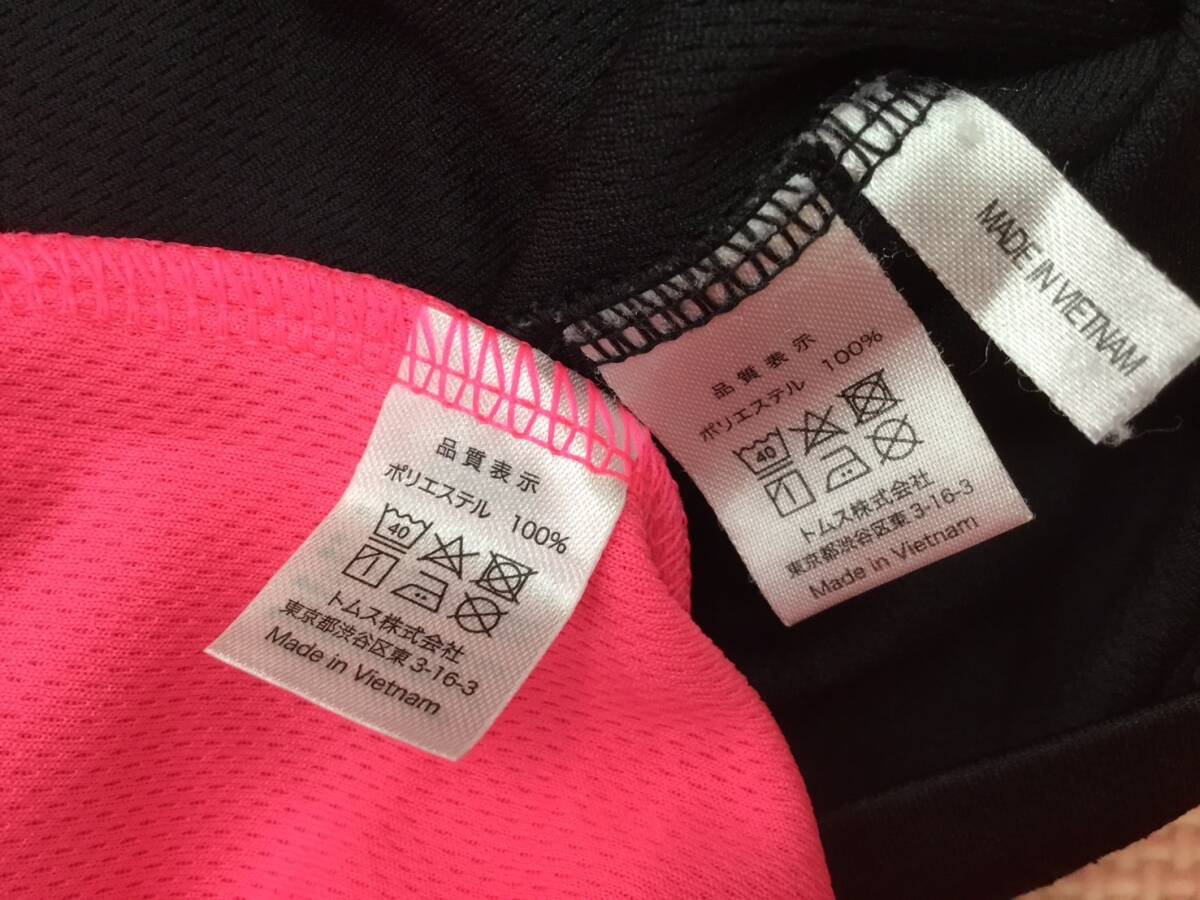 品質表示
ポリエステル 100%
40
トムス株式会社
東京都渋谷区東3-16-3
Made in Vietnam
品質表示
ポリエステル 100%
40
トムス株式会社
東京都渋谷区東3-16-3
Made in Vietnam
MADE IN VIETNAM